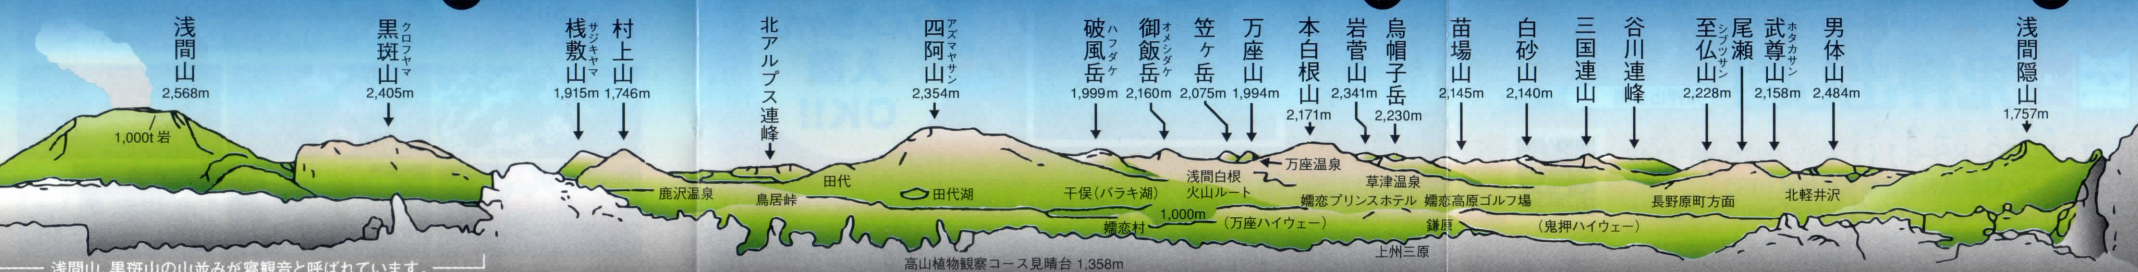 浅間山
2,568m
クロフヤマ
黒斑山
2,405m
サジキヤマ
桟敷山
1,915m
村上山
1,746m
北アルプス連峰
アズマヤサン
四阿山
2,354m
ハフダケ
破風岳
1,999m
オメシダケ
御飯岳
2,160m
笠ヶ岳
2,075m
万座山
1,994m
本白根山
2,171m
岩菅山
2,341m
烏帽子岳
2,230m
苗場山
2,145m
白砂山
2,140m
三国連山
谷川連峰
シブツサン
至仏山
2,228m
尾瀬
ホタカサン
武尊山
2,158m
男体山
2,484m
浅間隠山
1,757m
1,000t 岩
鹿沢温泉
鳥居峠
田代
田代湖
干俣(バラキ湖)
浅間白根
火山ルート
万座温泉
草津温泉
嬬恋プリンスホテル
嬬恋高原ゴルフ場
長野原町方面
北軽井沢
1,000m
嬬恋村
(万座ハイウェー)
鎌原
(鬼押ハイウェー)
上州三原
高山植物観察コース見晴台 1,358m
浅間山、黒斑山の山並みが寝観音と呼ばれています。